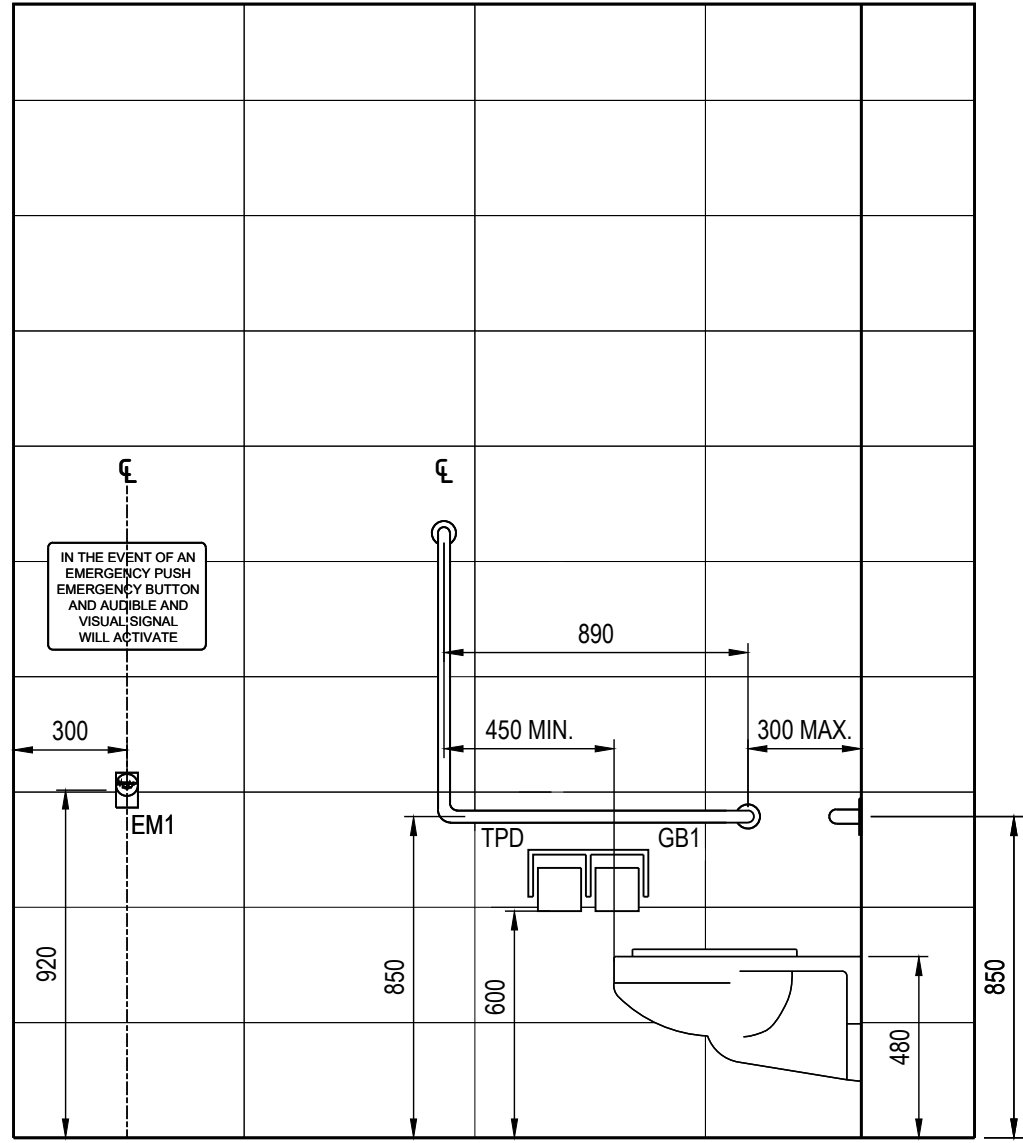 ℄
℄
IN THE EVENT OF AN
EMERGENCY PUSH
EMERGENCY BUTTON
AND AUDIBLE AND
VISUAL SIGNAL
WILL ACTIVATE
890
300
450 MIN.
300 MAX.
EM1
TPD
GB1
920
850
600
480
850